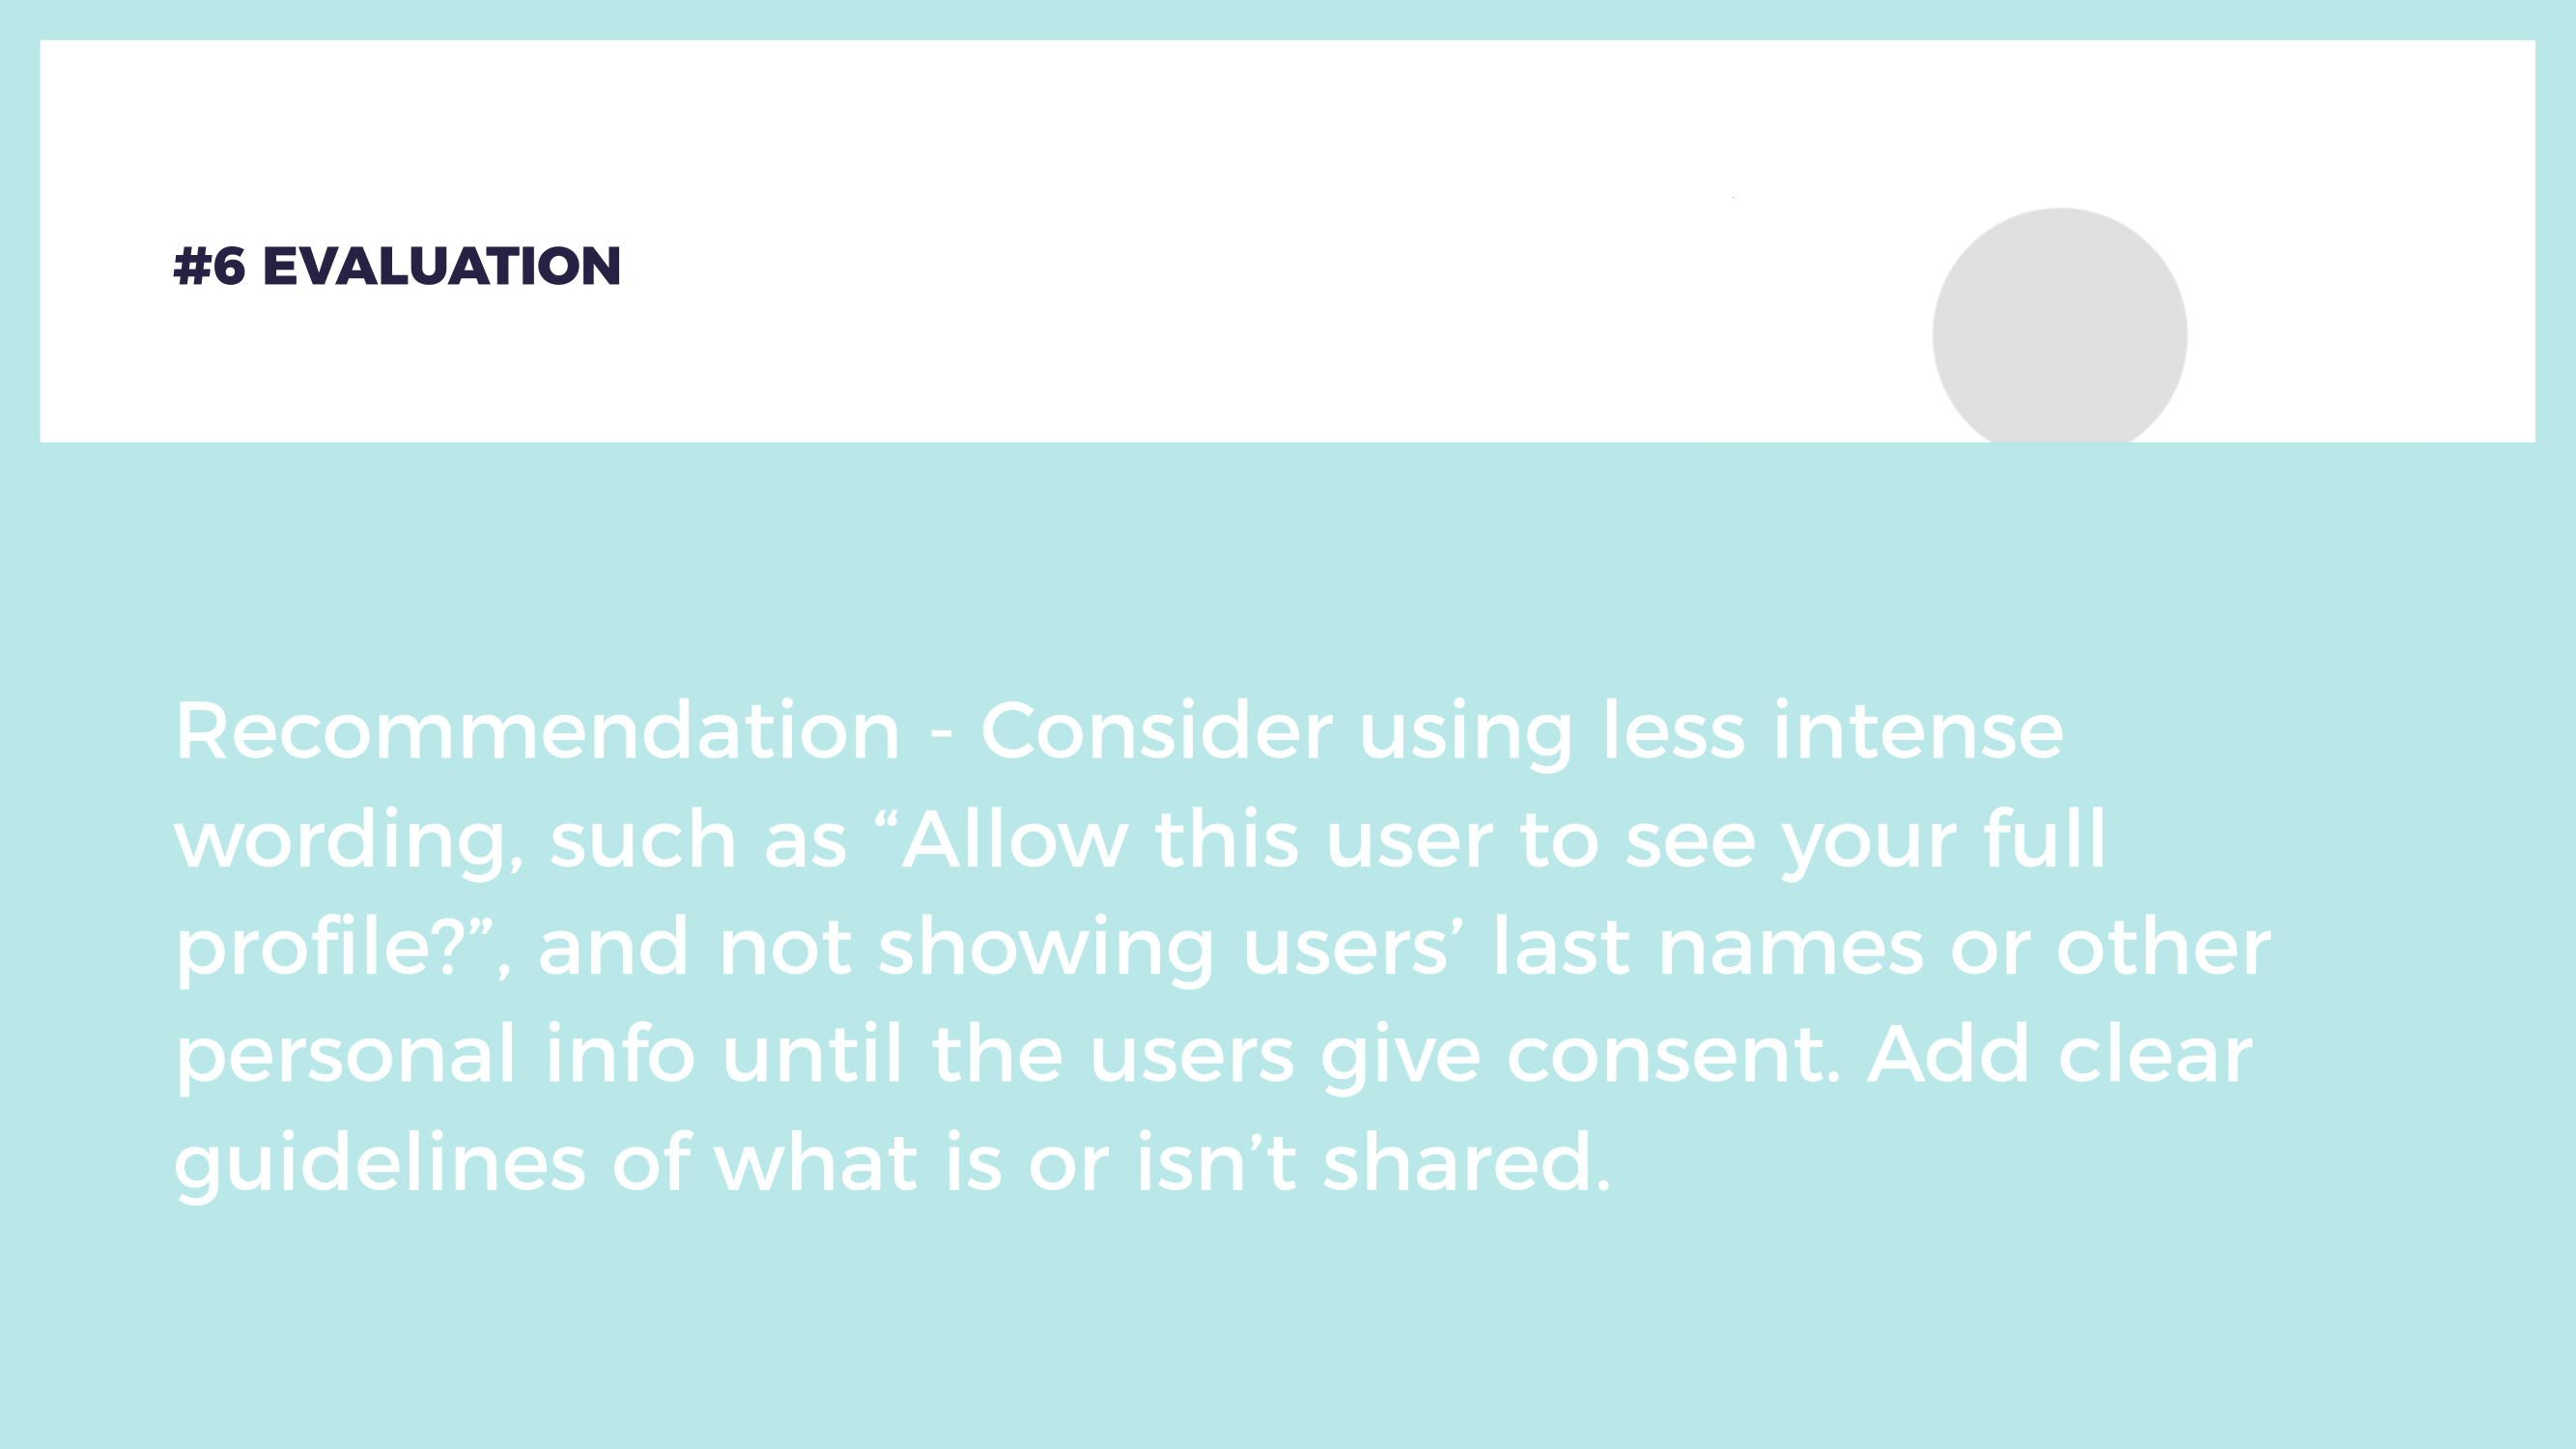 #6 EVALUATION
Recommendation - Consider using less intense
wording, such as “Allow this user to see your full
profile?”, and not showing users’ last names or other
personal info until the users give consent. Add clear
guidelines of what is or isn’t shared.